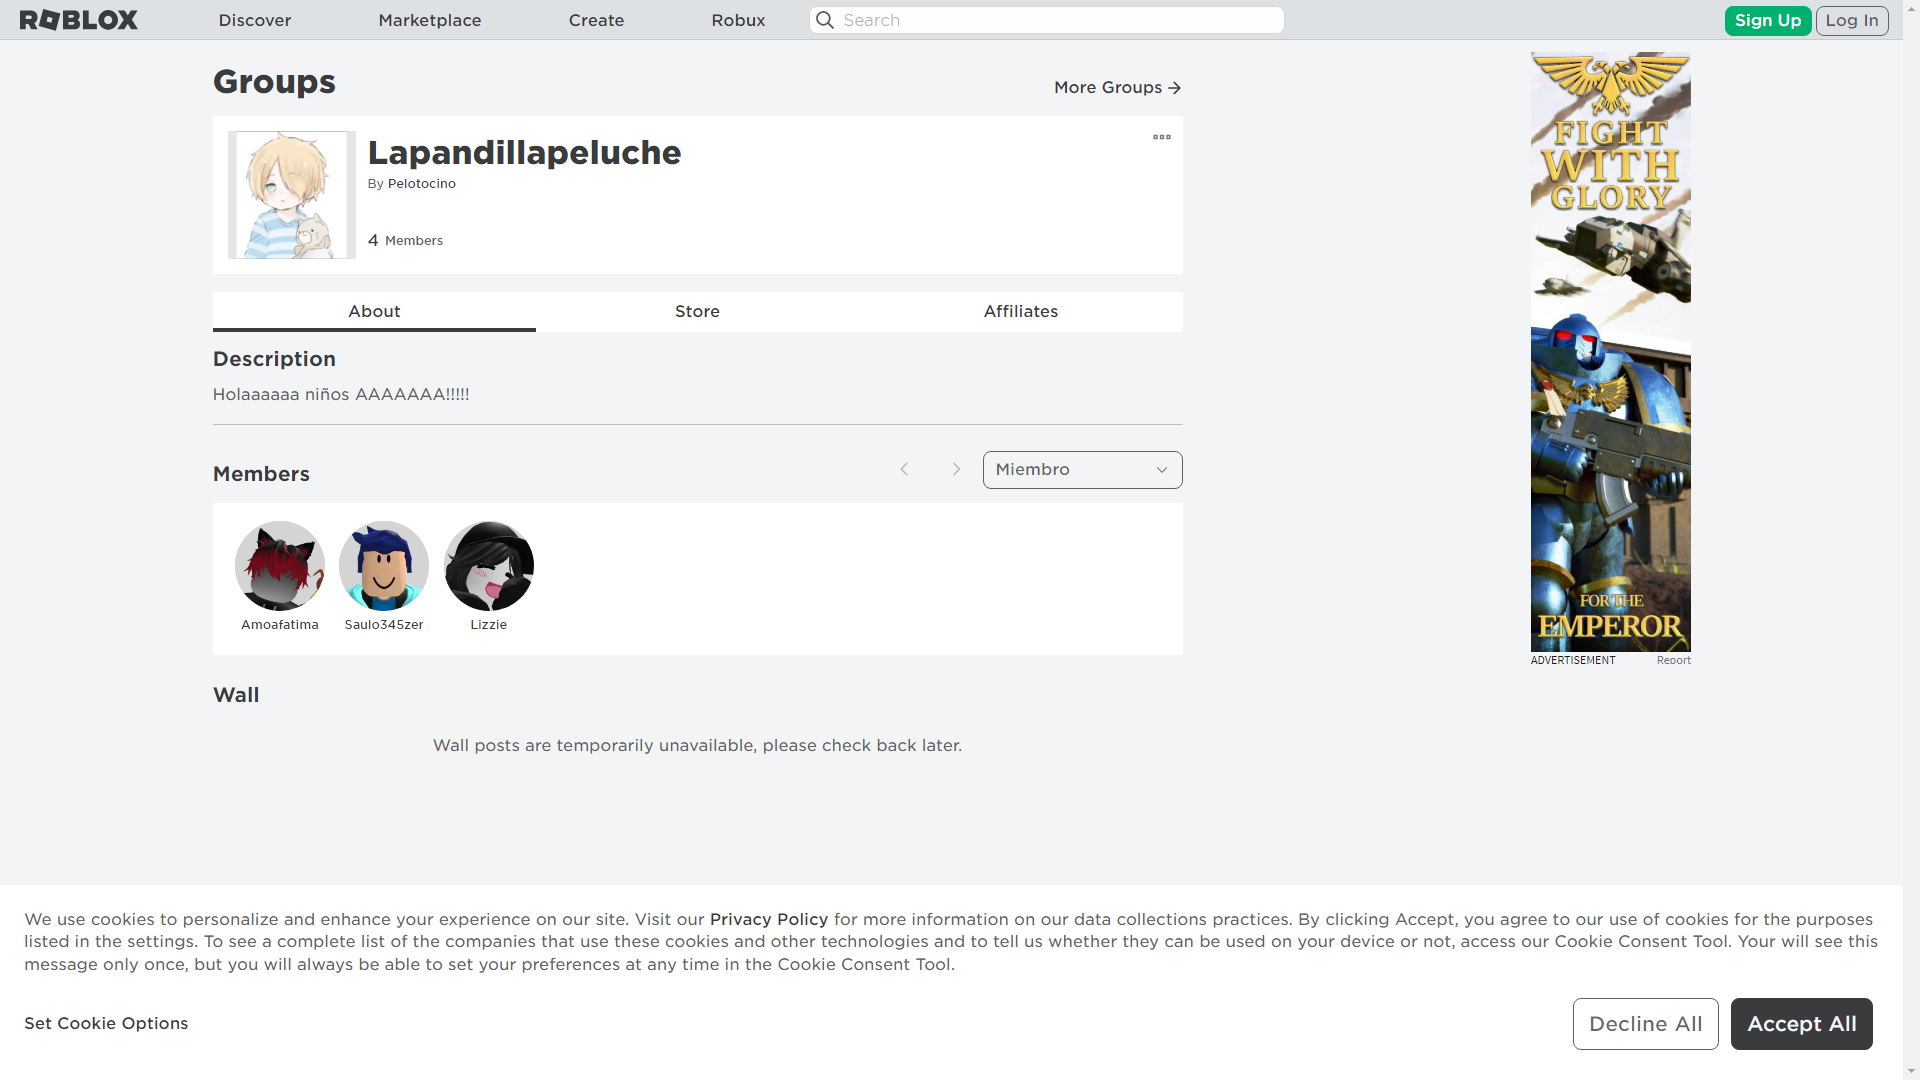 ROBLOX
Discover
Marketplace
Create
Robux
Search
Sign Up
Log In
Groups
More Groups
Lapandillapeluche
By Pelotocino
4 Members
About
Store
Affiliates
Description
Holaaaaaa niños AAAAAAA!!!!!
Members
Miembro
Amoafatima
Saulo345zer
Lizzie
Wall
Wall posts are temporarily unavailable, please check back later.
FIGHT
WITH
GLORY
FOR THE
EMPEROR
ADVERTISEMENT
Report
We use cookies to personalize and enhance your experience on our site. Visit our Privacy Policy for more information on our data collections practices. By clicking Accept, you agree to our use of cookies for the purposes
listed in the settings. To see a complete list of the companies that use these cookies and other technologies and to tell us whether they can be used on your device or not, access our Cookie Consent Tool. Your will see this
message only once, but you will always be able to set your preferences at any time in the Cookie Consent Tool.
Set Cookie Options
Decline All
Accept All